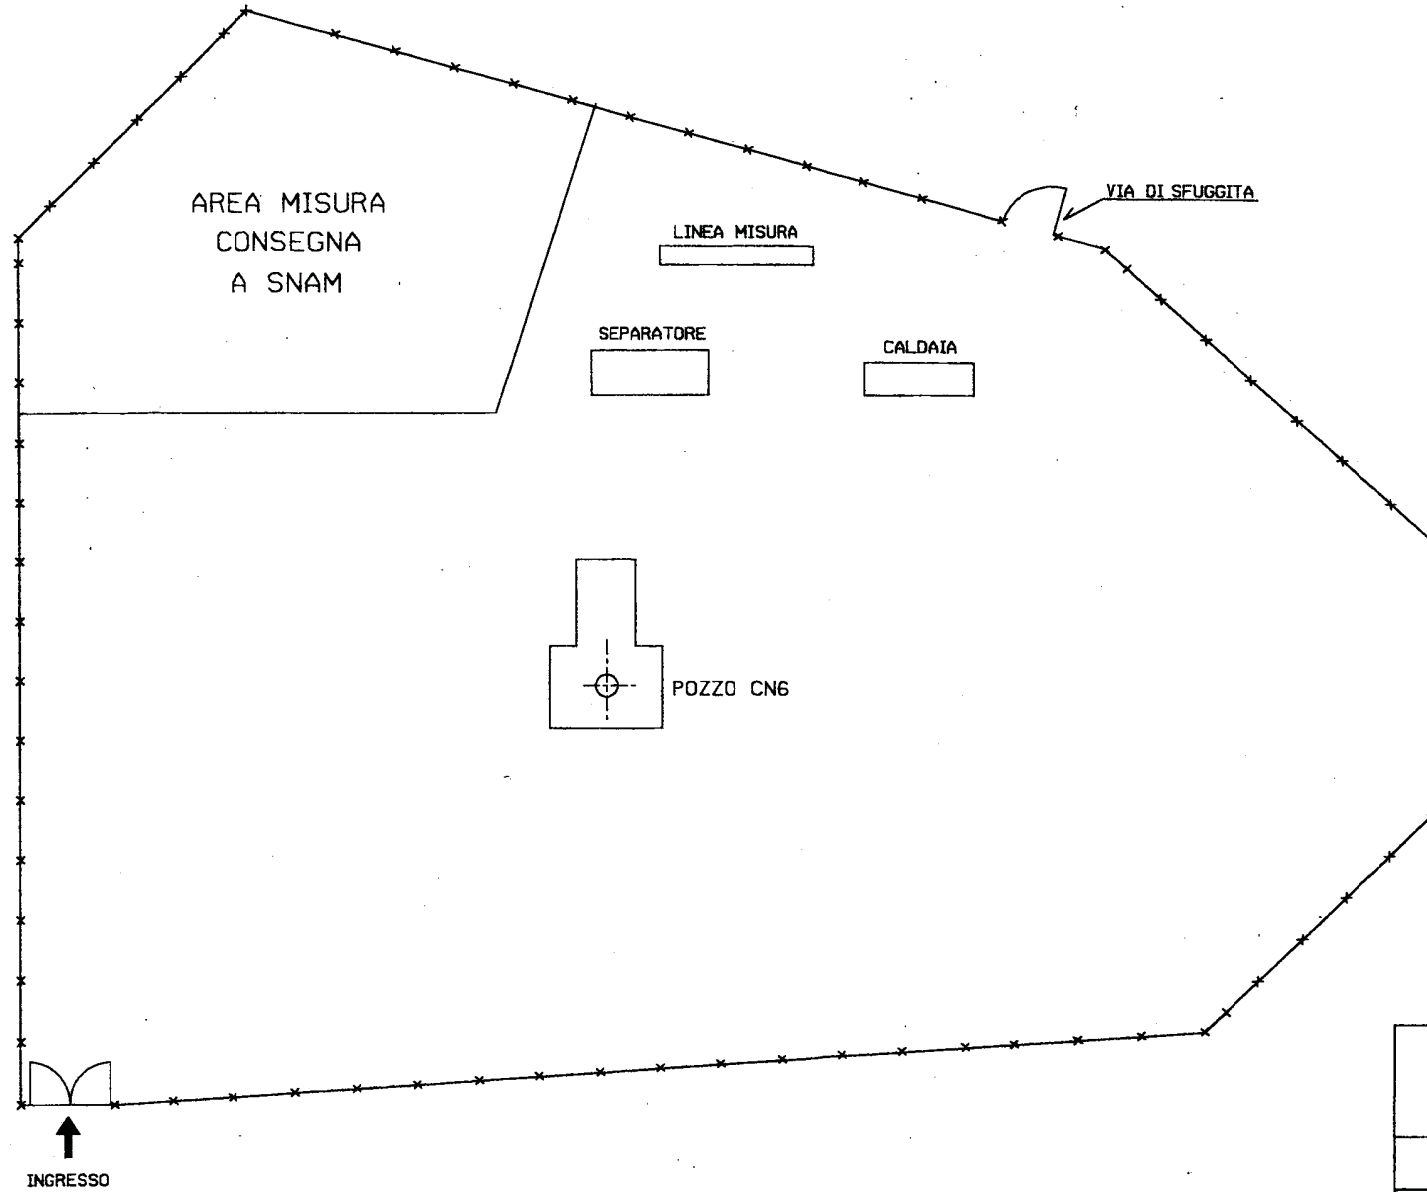 VIA DI SFUGGITA
AREA MISURA
CONSEGNA
A SNAM
LINEA MISURA
SEPARATORE
CALDAIA
POZZO CN6
INGRESSO